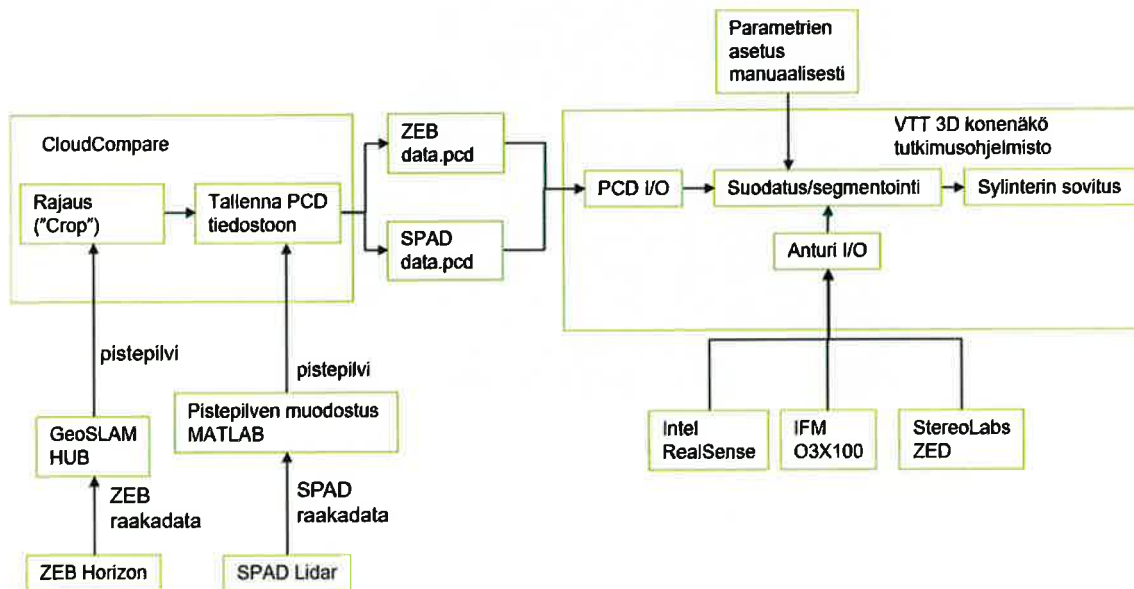 Parametrien
asetus
manuaalisesti
CloudCompare
ZEB
data.pcd
VTT 3D konenäkö
tutkimusohjelmisto
Rajaus
("Crop")
Tallenna PCD
tiedostoon
PCD I/O
Suodatus/segmentointi
Sylinterin sovitus
SPAD
data.pcd
Anturi I/O
pistepilvi
pistepilvi
GeoSLAM
HUB
Pistepilven muodostus
MATLAB
Intel
RealSense
IFM
O3X100
StereoLabs
ZED
ZEB
raakadata
SPAD
raakadata
ZEB Horizon
SPAD Lidar